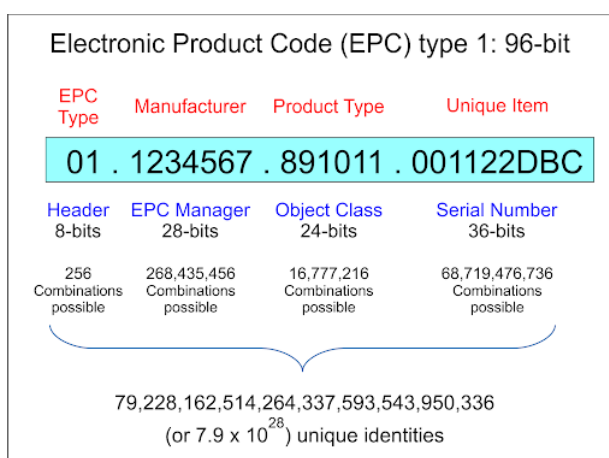 Electronic Product Code (EPC) type 1: 96-bit
EPC Type Manufacturer Product Type Unique Item
01 . 1234567 . 891011 . 001122DBC
Header EPC Manager Object Class Serial Number
8-bits 28-bits 24-bits 36-bits
256 268,435,456 16,777,216 68,719,476,736
Combinations Combinations Combinations Combinations
possible possible possible possible
79,228,162,514,264,337,593,543,950,336
(or 7.9 x 10^28) unique identities